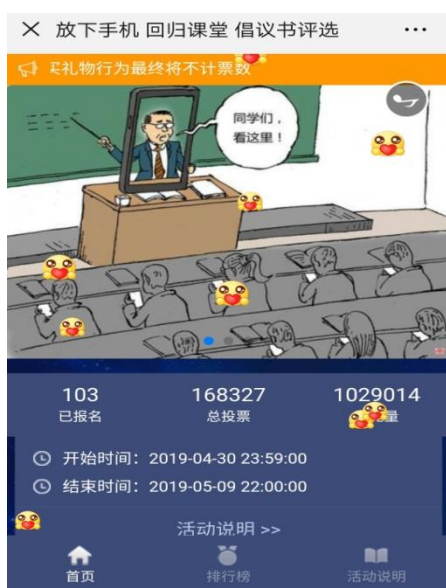 放下手机 回归课堂 倡议书评选
礼物行为最终将不计票数
同学们，
看这里！
103
已报名
168327
总投票
1029014
量
开始时间：2019-04-30 23:59:00
结束时间：2019-05-09 22:00:00
活动说明 >>
首页
排行榜
活动说明